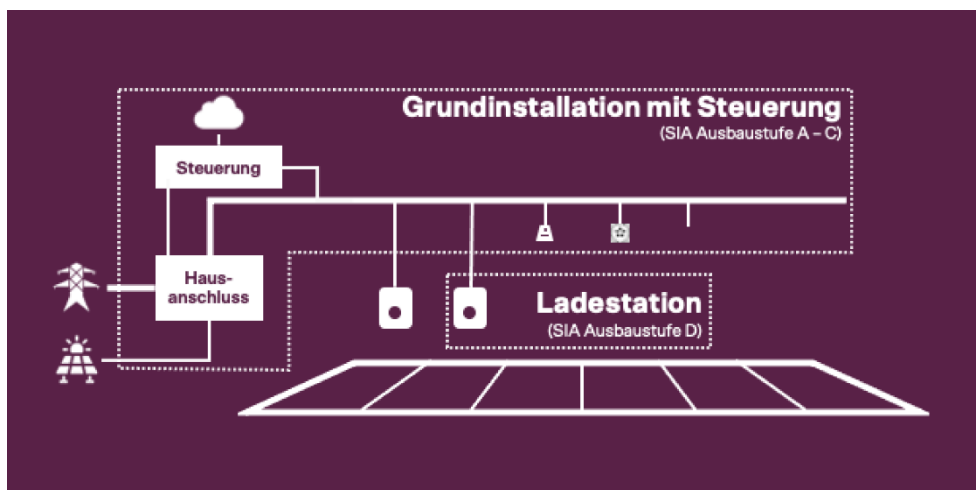 Grundinstallation mit Steuerung
(SIA Ausbaustufe A – C)
Steuerung
Haus-
anschluss
Ladestation
(SIA Ausbaustufe D)